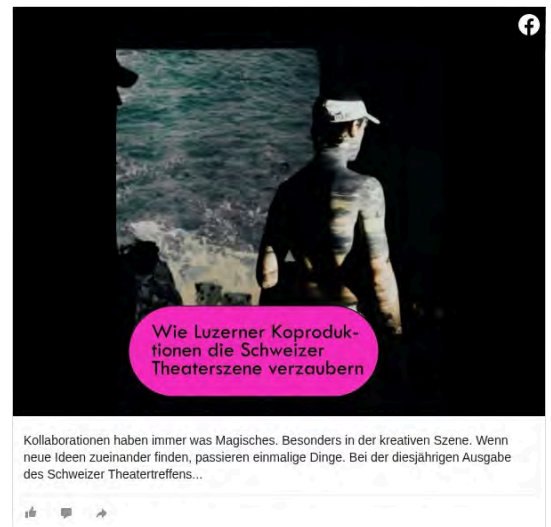 Wie Luzerner Koproduk-
tionen die Schweizer
Theaterszene verzaubern
Kollaborationen haben immer was Magisches. Besonders in der kreativen Szene. Wenn
neue Ideen zueinander finden, passieren einmalige Dinge. Bei der diesjährigen Ausgabe
des Schweizer Theatertreffens...